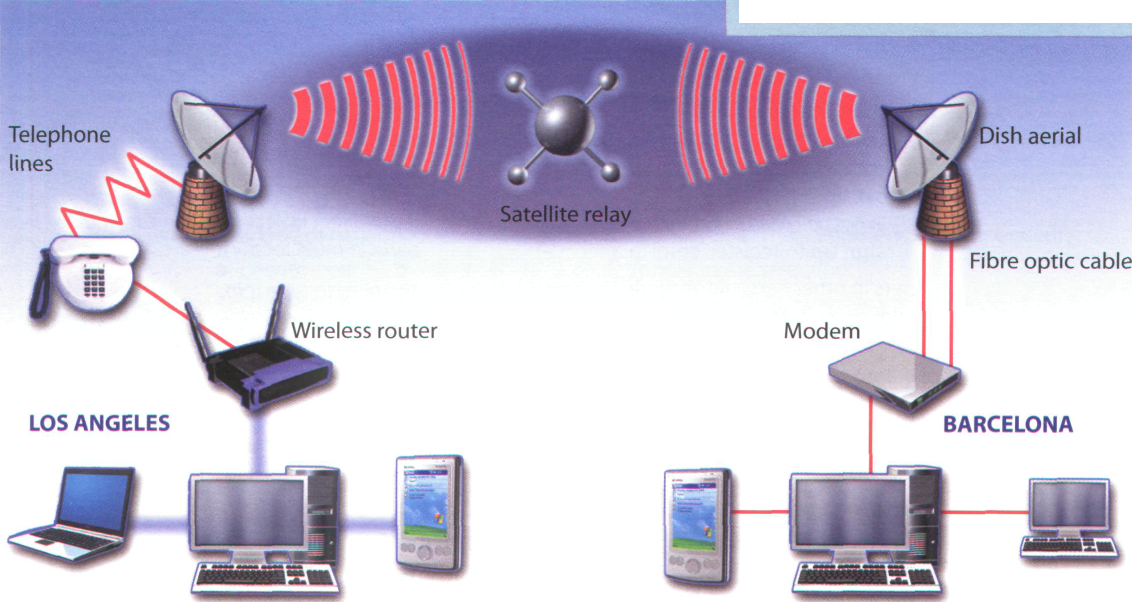 Telephone
lines
Dish aerial
Satellite relay
Fibre optic cable
Wireless router
Modem
LOS ANGELES
BARCELONA